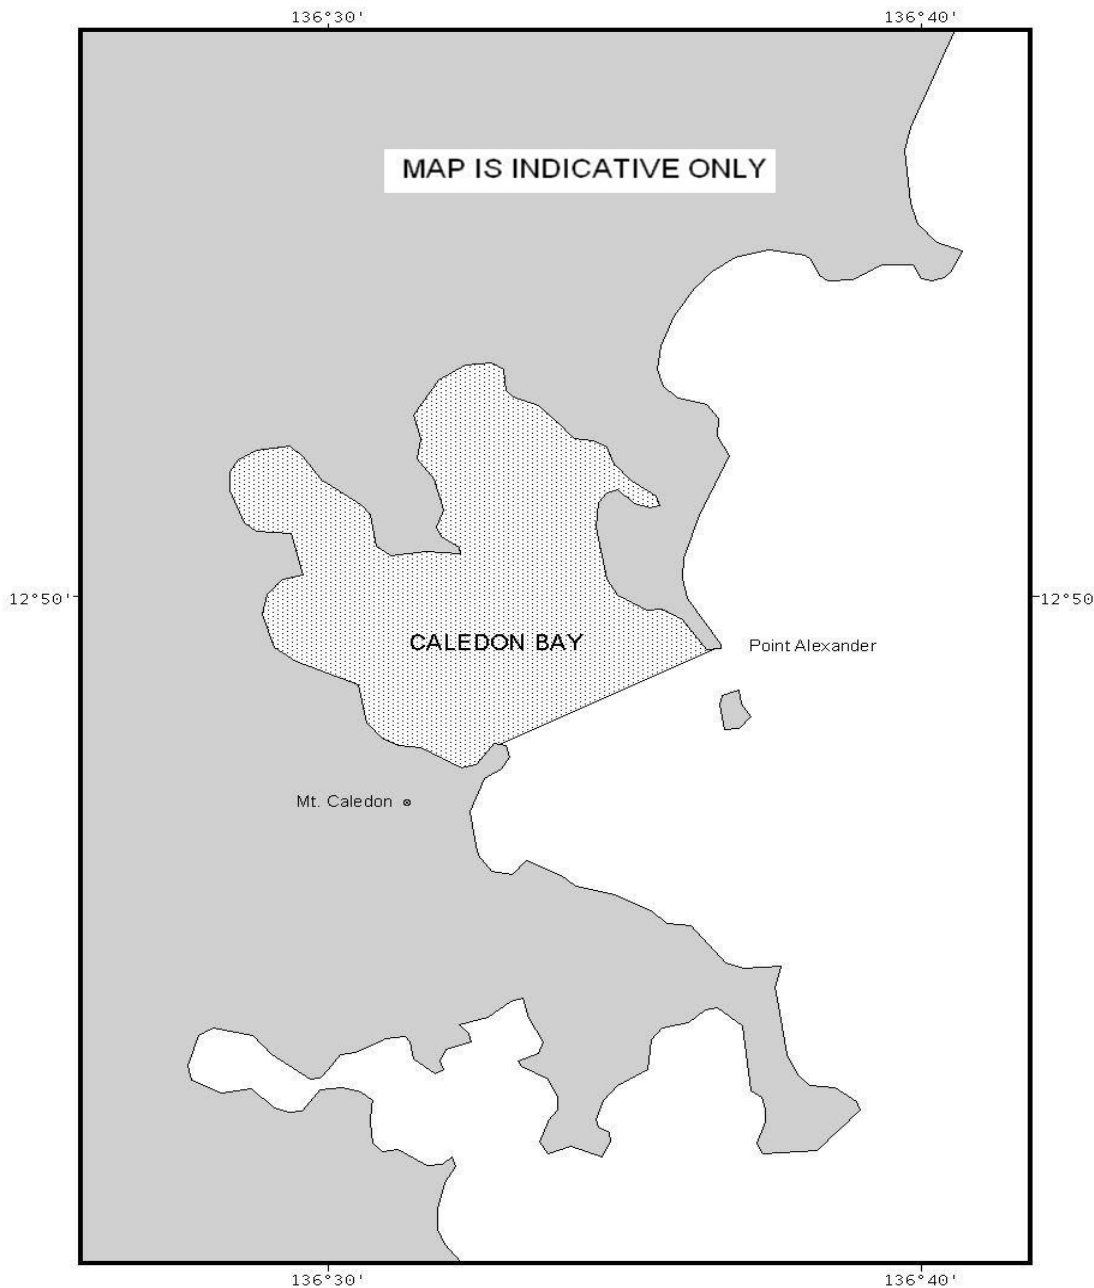 136°30' 136°40'
MAP IS INDICATIVE ONLY
12°50' 12°50
CALEDON BAY
Point Alexander
Mt. Caledon
136°30' 136°40'